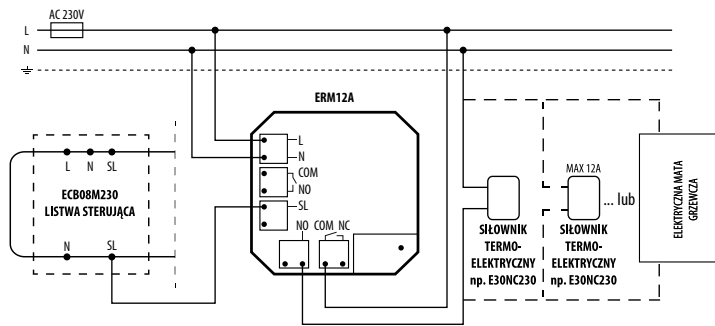 AC 230V
L
N
ERM12A
L
N
COM
NO
SL
NO COM NC
L N SL
ECB08M230
LISTWA STERUJĄCA
N SL
SIŁOWNIK
TERMO-
ELEKTRYCZNY
np. E30NC230
MAX 12A
... lub
SIŁOWNIK
TERMO-
ELEKTRYCZNY
np. E30NC230
ELEKTRYCZNA MATA
GRZEWCZA